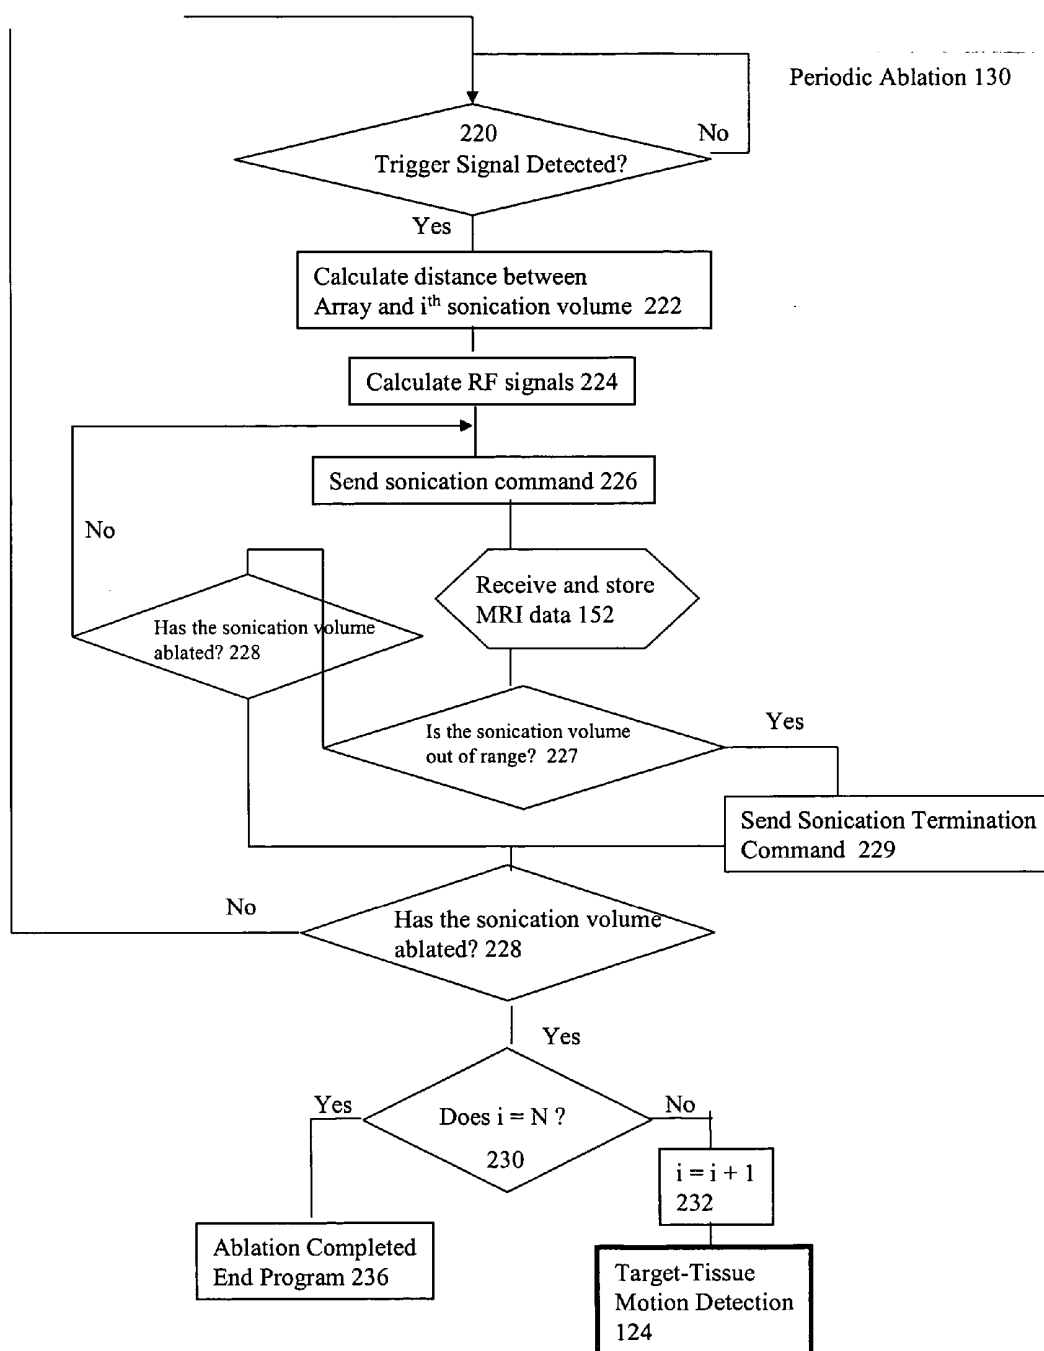 Periodic Ablation 130
220
Trigger Signal Detected?
No
Yes
Calculate distance between
Array and iᵗʰ sonication volume 222
Calculate RF signals 224
Send sonication command 226
No
Receive and store
MRI data 152
Has the sonication volume
ablated? 228
Is the sonication volume
out of range? 227
Yes
Send Sonication Termination
Command 229
No
Has the sonication volume
ablated? 228
Yes
Yes
Does i = N ?
230
No
i = i + 1
232
Ablation Completed
End Program 236
Target-Tissue
Motion Detection
124